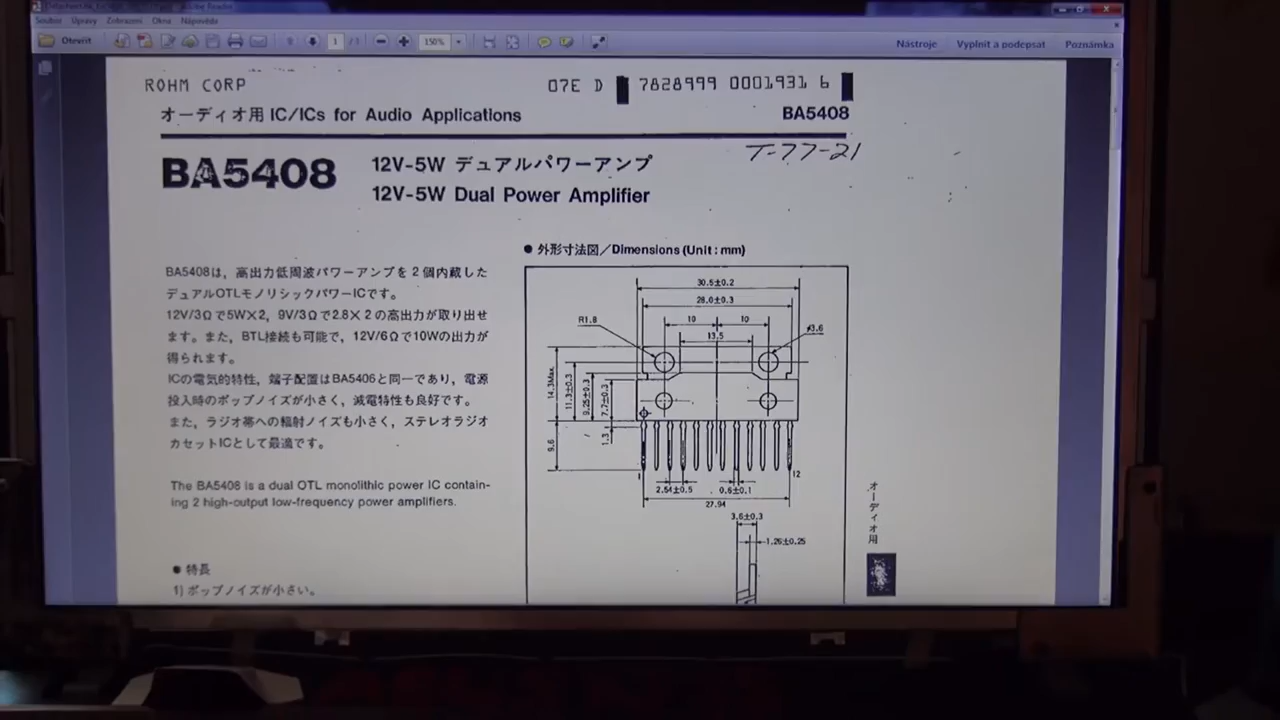 Soubor Úpravy Zobrazení Okna Nápověda
Otevřít
1 / 1
150%
Nástroje
Vyplnit a podepsat
Poznámka
ROHM CORP
07E D
7828999 0001931 6
オーディオ用 IC/ICs for Audio Applications
BA5408
T-77-21
BA5408
12V-5W デュアルパワーアンプ
12V-5W Dual Power Amplifier
● 外形寸法図/Dimensions (Unit : mm)
BA5408は，高出力低周波パワーアンプを2個内蔵した
デュアルOTLモノリシックパワーICです。
12V/3Ωで5W×2，9V/3Ωで2.8×2の高出力が取り出せ
ます。また，BTL接続も可能で，12V/6Ωで10Wの出力が
得られます。
ICの電気的特性，端子配置はBA5406と同一であり，電源
投入時のポップノイズが小さく，減電特性も良好です。
また，ラジオ帯への輻射ノイズも小さく，ステレオラジオ
カセットICとして最適です。
The BA5408 is a dual OTL monolithic power IC contain-
ing 2 high-output low-frequency power amplifiers.
● 特長
1) ポップノイズが小さい。
30.5±0.2
28.0±0.3
10
10
R1.8
13.5
φ3.6
14.3Max.
11.3±0.3
9.25±0.3
7.7±0.3
1.3
9.6
1
12
2.54±0.5
0.6±0.1
27.94
3.6±0.3
1.26±0.25
オーディオ用